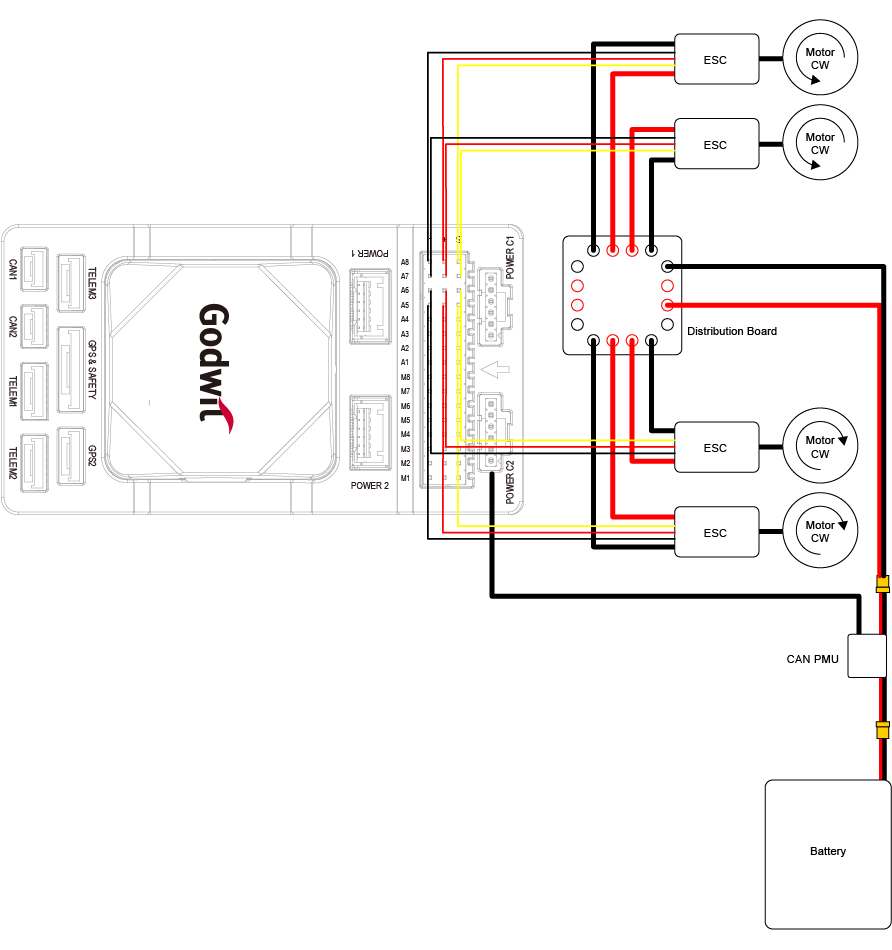 ESC
Motor
CW
ESC
Motor
CW
POWER 1
POWER C1
CAN1
TELEM3
A8
A7
A6
A5
A4
A3
A2
A1
M8
M7
M6
M5
M4
M3
M2
M1
CAN2
GPS & SAFETY
Godwit
Distribution Board
TELEM1
TELEM2
GPS2
POWER 2
POWER C2
ESC
Motor
CW
ESC
Motor
CW
CAN PMU
Battery